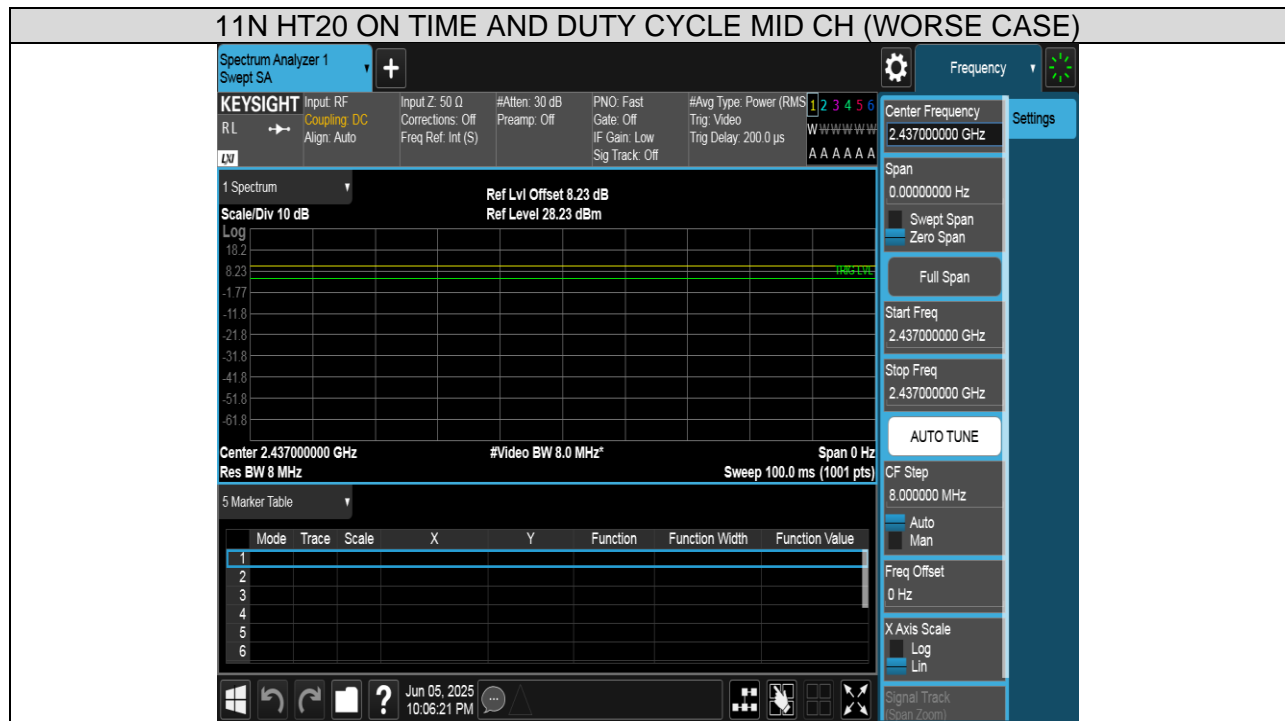 11N HT20 ON TIME AND DUTY CYCLE MID CH (WORSE CASE)
Spectrum Analyzer 1
Swept SA
+
Frequency
KEYSIGHT
RL
LXI
Input: RF
Coupling: DC
Align: Auto
Input Z: 50 Ω
Corrections: Off
Freq Ref: Int (S)
#Atten: 30 dB
Preamp: Off
PNO: Fast
Gate: Off
IF Gain: Low
Sig Track: Off
#Avg Type: Power (RMS
Trig: Video
Trig Delay: 200.0 µs
1 2 3 4 5 6
W W W W W W
A A A A A A
Center Frequency
2.437000000 GHz
Settings
Span
0.00000000 Hz
Swept Span
Zero Span
Full Span
Start Freq
2.437000000 GHz
Stop Freq
2.437000000 GHz
AUTO TUNE
CF Step
8.000000 MHz
Auto
Man
Freq Offset
0 Hz
X Axis Scale
Log
Lin
Signal Track
(Span Zoom)
1 Spectrum
Scale/Div 10 dB
Ref Lvl Offset 8.23 dB
Ref Level 28.23 dBm
Log
18.2
8.23
TRIG LVL
-1.77
-11.8
-21.8
-31.8
-41.8
-51.8
-61.8
Center 2.437000000 GHz #Video BW 8.0 MHz* Span 0 Hz
Res BW 8 MHz Sweep 100.0 ms (1001 pts)
5 Marker Table
Mode Trace Scale X Y Function Function Width Function Value
1
2
3
4
5
6
?
Jun 05, 2025
10:06:21 PM